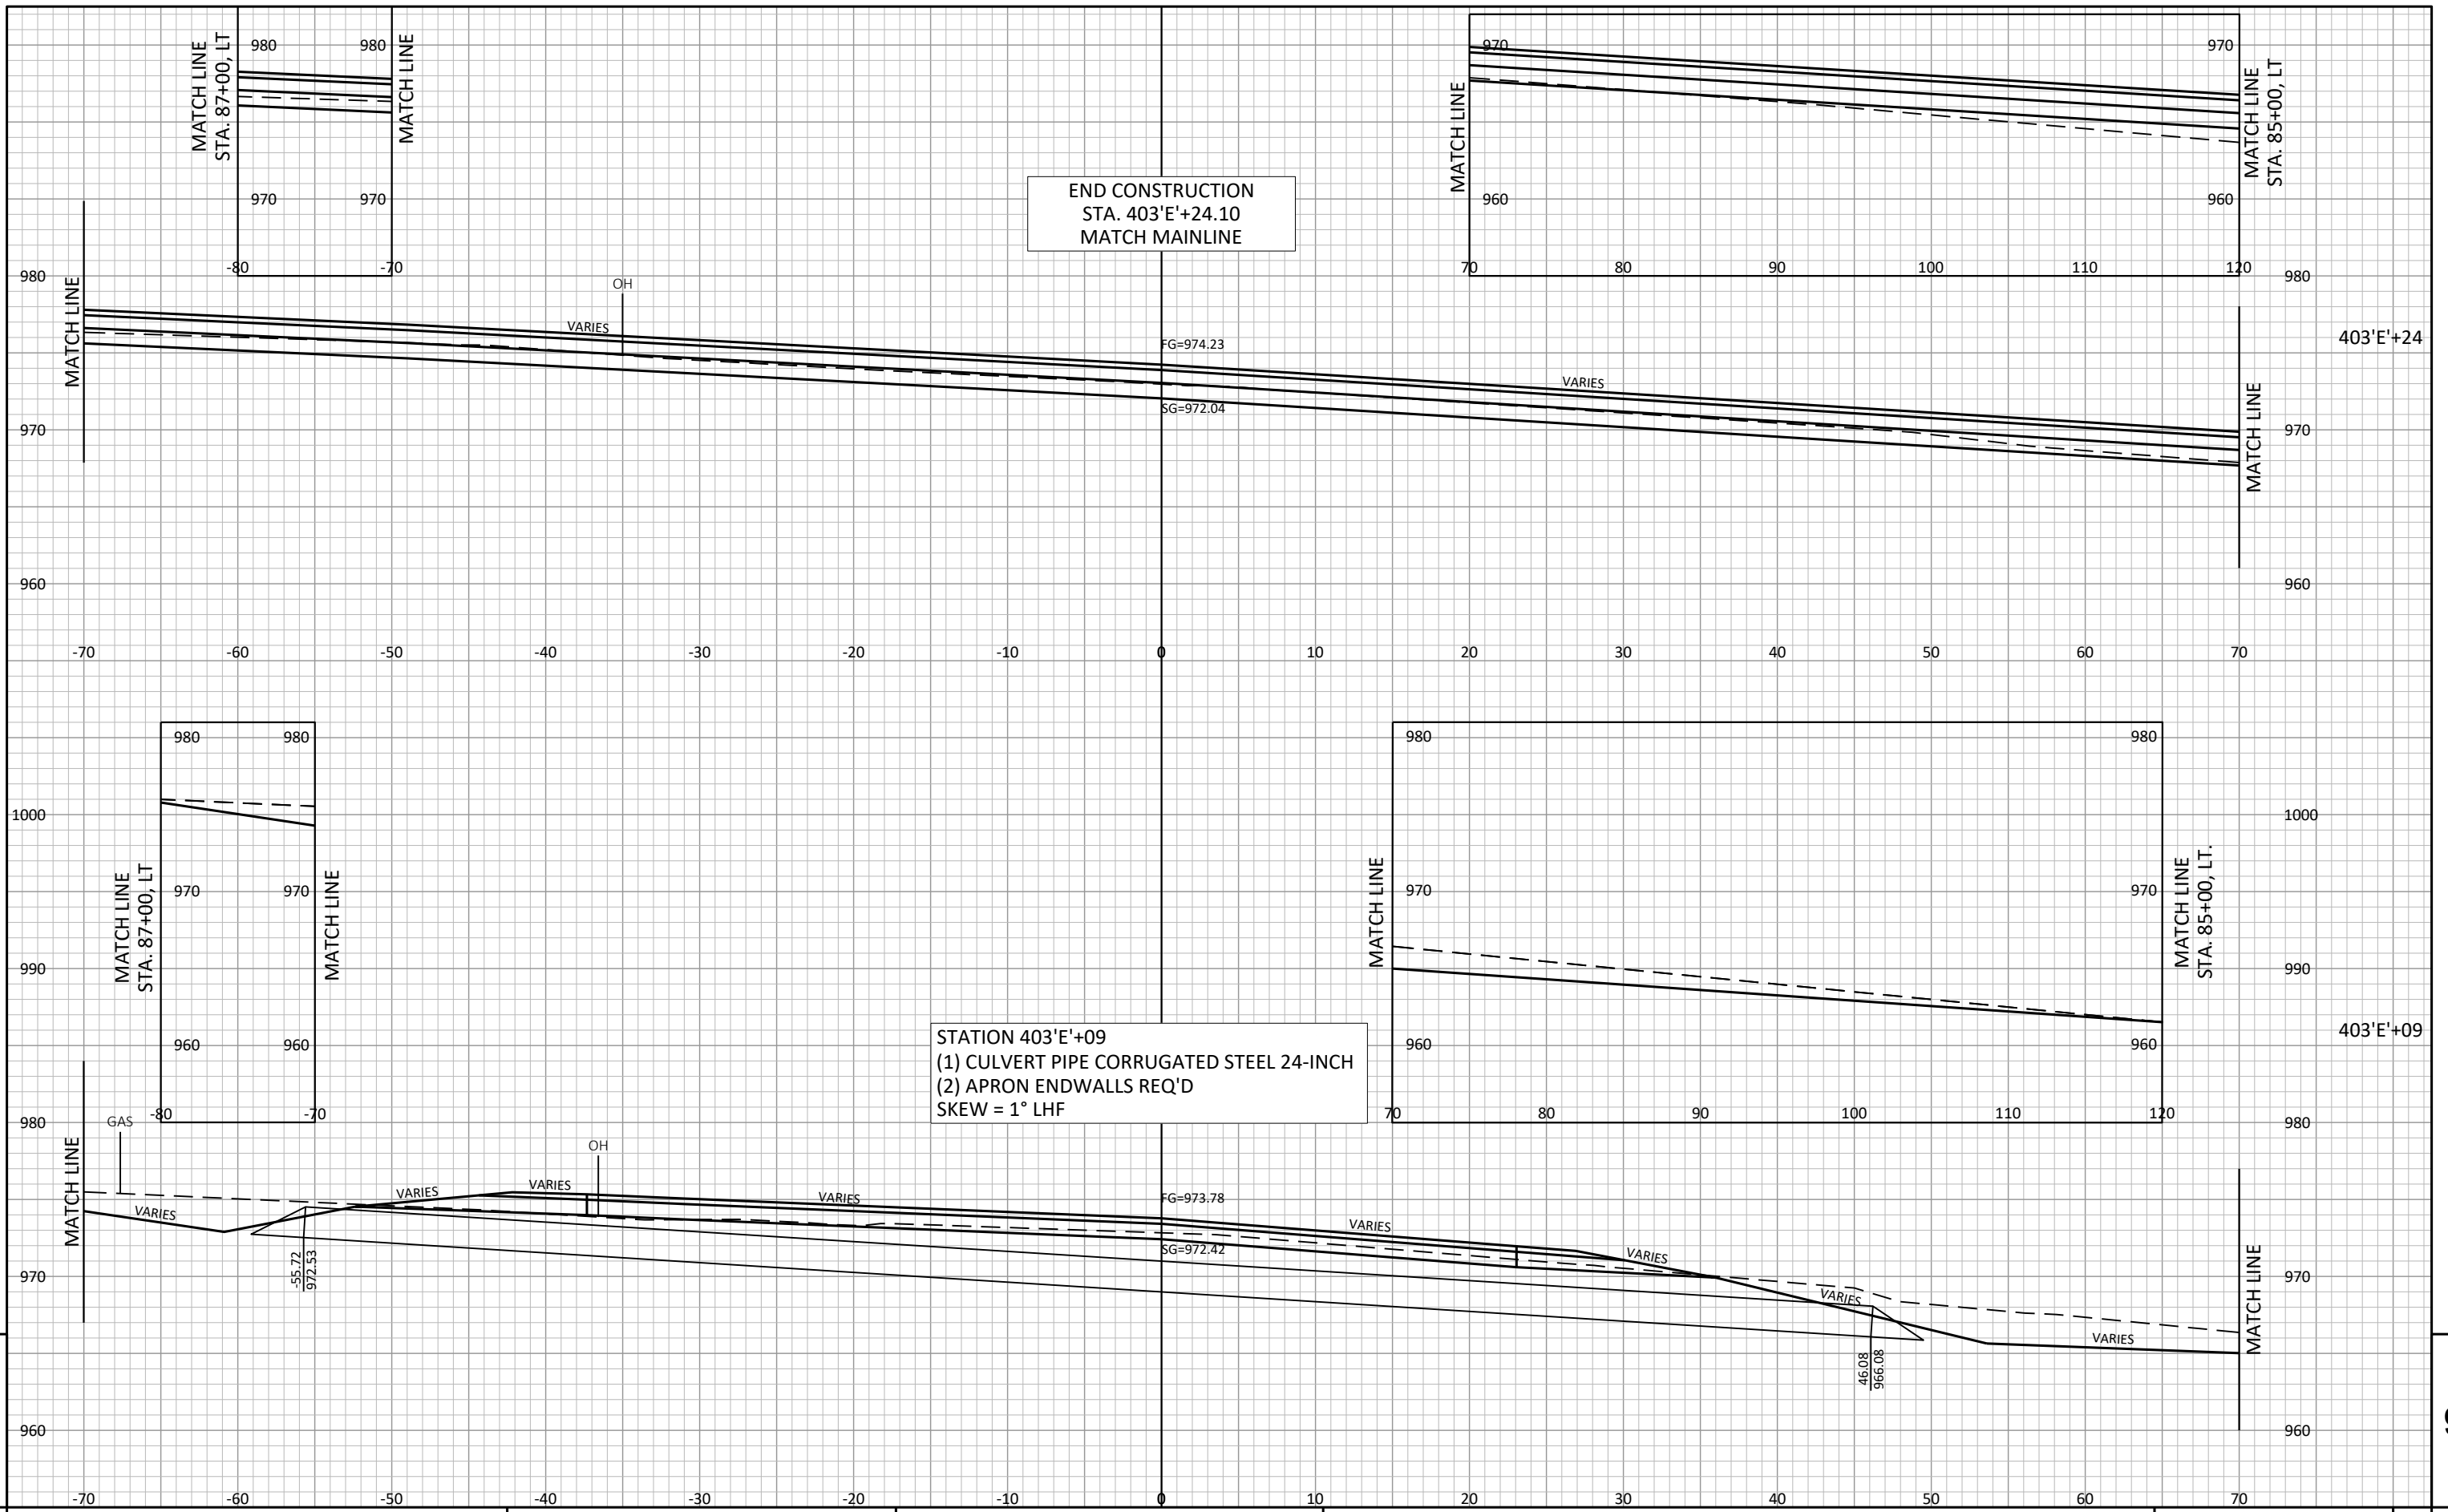 MATCH LINE
STA. 87+00, LT
980 980
970 970
-80 -70
MATCH LINE
END CONSTRUCTION
STA. 403'E'+24.10
MATCH MAINLINE
MATCH LINE
970 970
960 960
70 80 90 100 110 120
MATCH LINE
STA. 85+00, LT
980 980
OH
VARIES
FG=974.23
VARIES
SG=972.04
403'E'+24
MATCH LINE
MATCH LINE
970 970
960 960
-70 -60 -50 -40 -30 -20 -10 0 10 20 30 40 50 60 70
MATCH LINE
STA. 87+00, LT
980 980
970 970
960 960
-80 -70
MATCH LINE
MATCH LINE
980 980
970 970
960 960
70 80 90 100 110 120
MATCH LINE
STA. 85+00, LT.
1000 1000
990 990
STATION 403'E'+09
(1) CULVERT PIPE CORRUGATED STEEL 24-INCH
(2) APRON ENDWALLS REQ'D
SKEW = 1° LHF
403'E'+09
980 980
GAS
OH
MATCH LINE
VARIES
VARIES
VARIES
VARIES
FG=973.78
VARIES
SG=972.42
VARIES
VARIES
VARIES
MATCH LINE
-55.72
972.53
46.08
966.08
970 970
960 960
-70 -60 -50 -40 -30 -20 -10 0 10 20 30 40 50 60 70